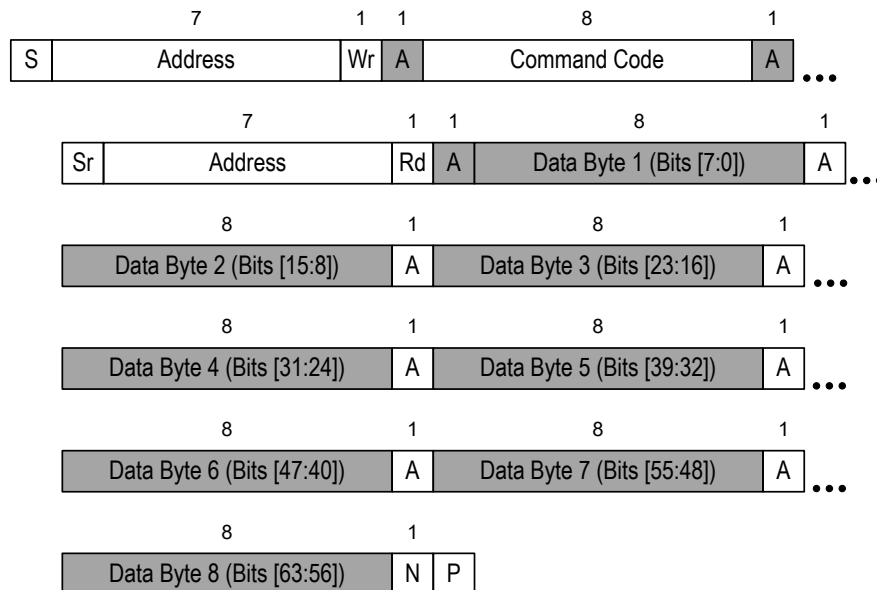 7 1 1 8 1
S Address Wr A Command Code A ...
7 1 1 8 1
Sr Address Rd A Data Byte 1 (Bits [7:0]) A ...
8 1 8 1
Data Byte 2 (Bits [15:8]) A Data Byte 3 (Bits [23:16]) A ...
8 1 8 1
Data Byte 4 (Bits [31:24]) A Data Byte 5 (Bits [39:32]) A ...
8 1 8 1
Data Byte 6 (Bits [47:40]) A Data Byte 7 (Bits [55:48]) A ...
8 1
Data Byte 8 (Bits [63:56]) N P